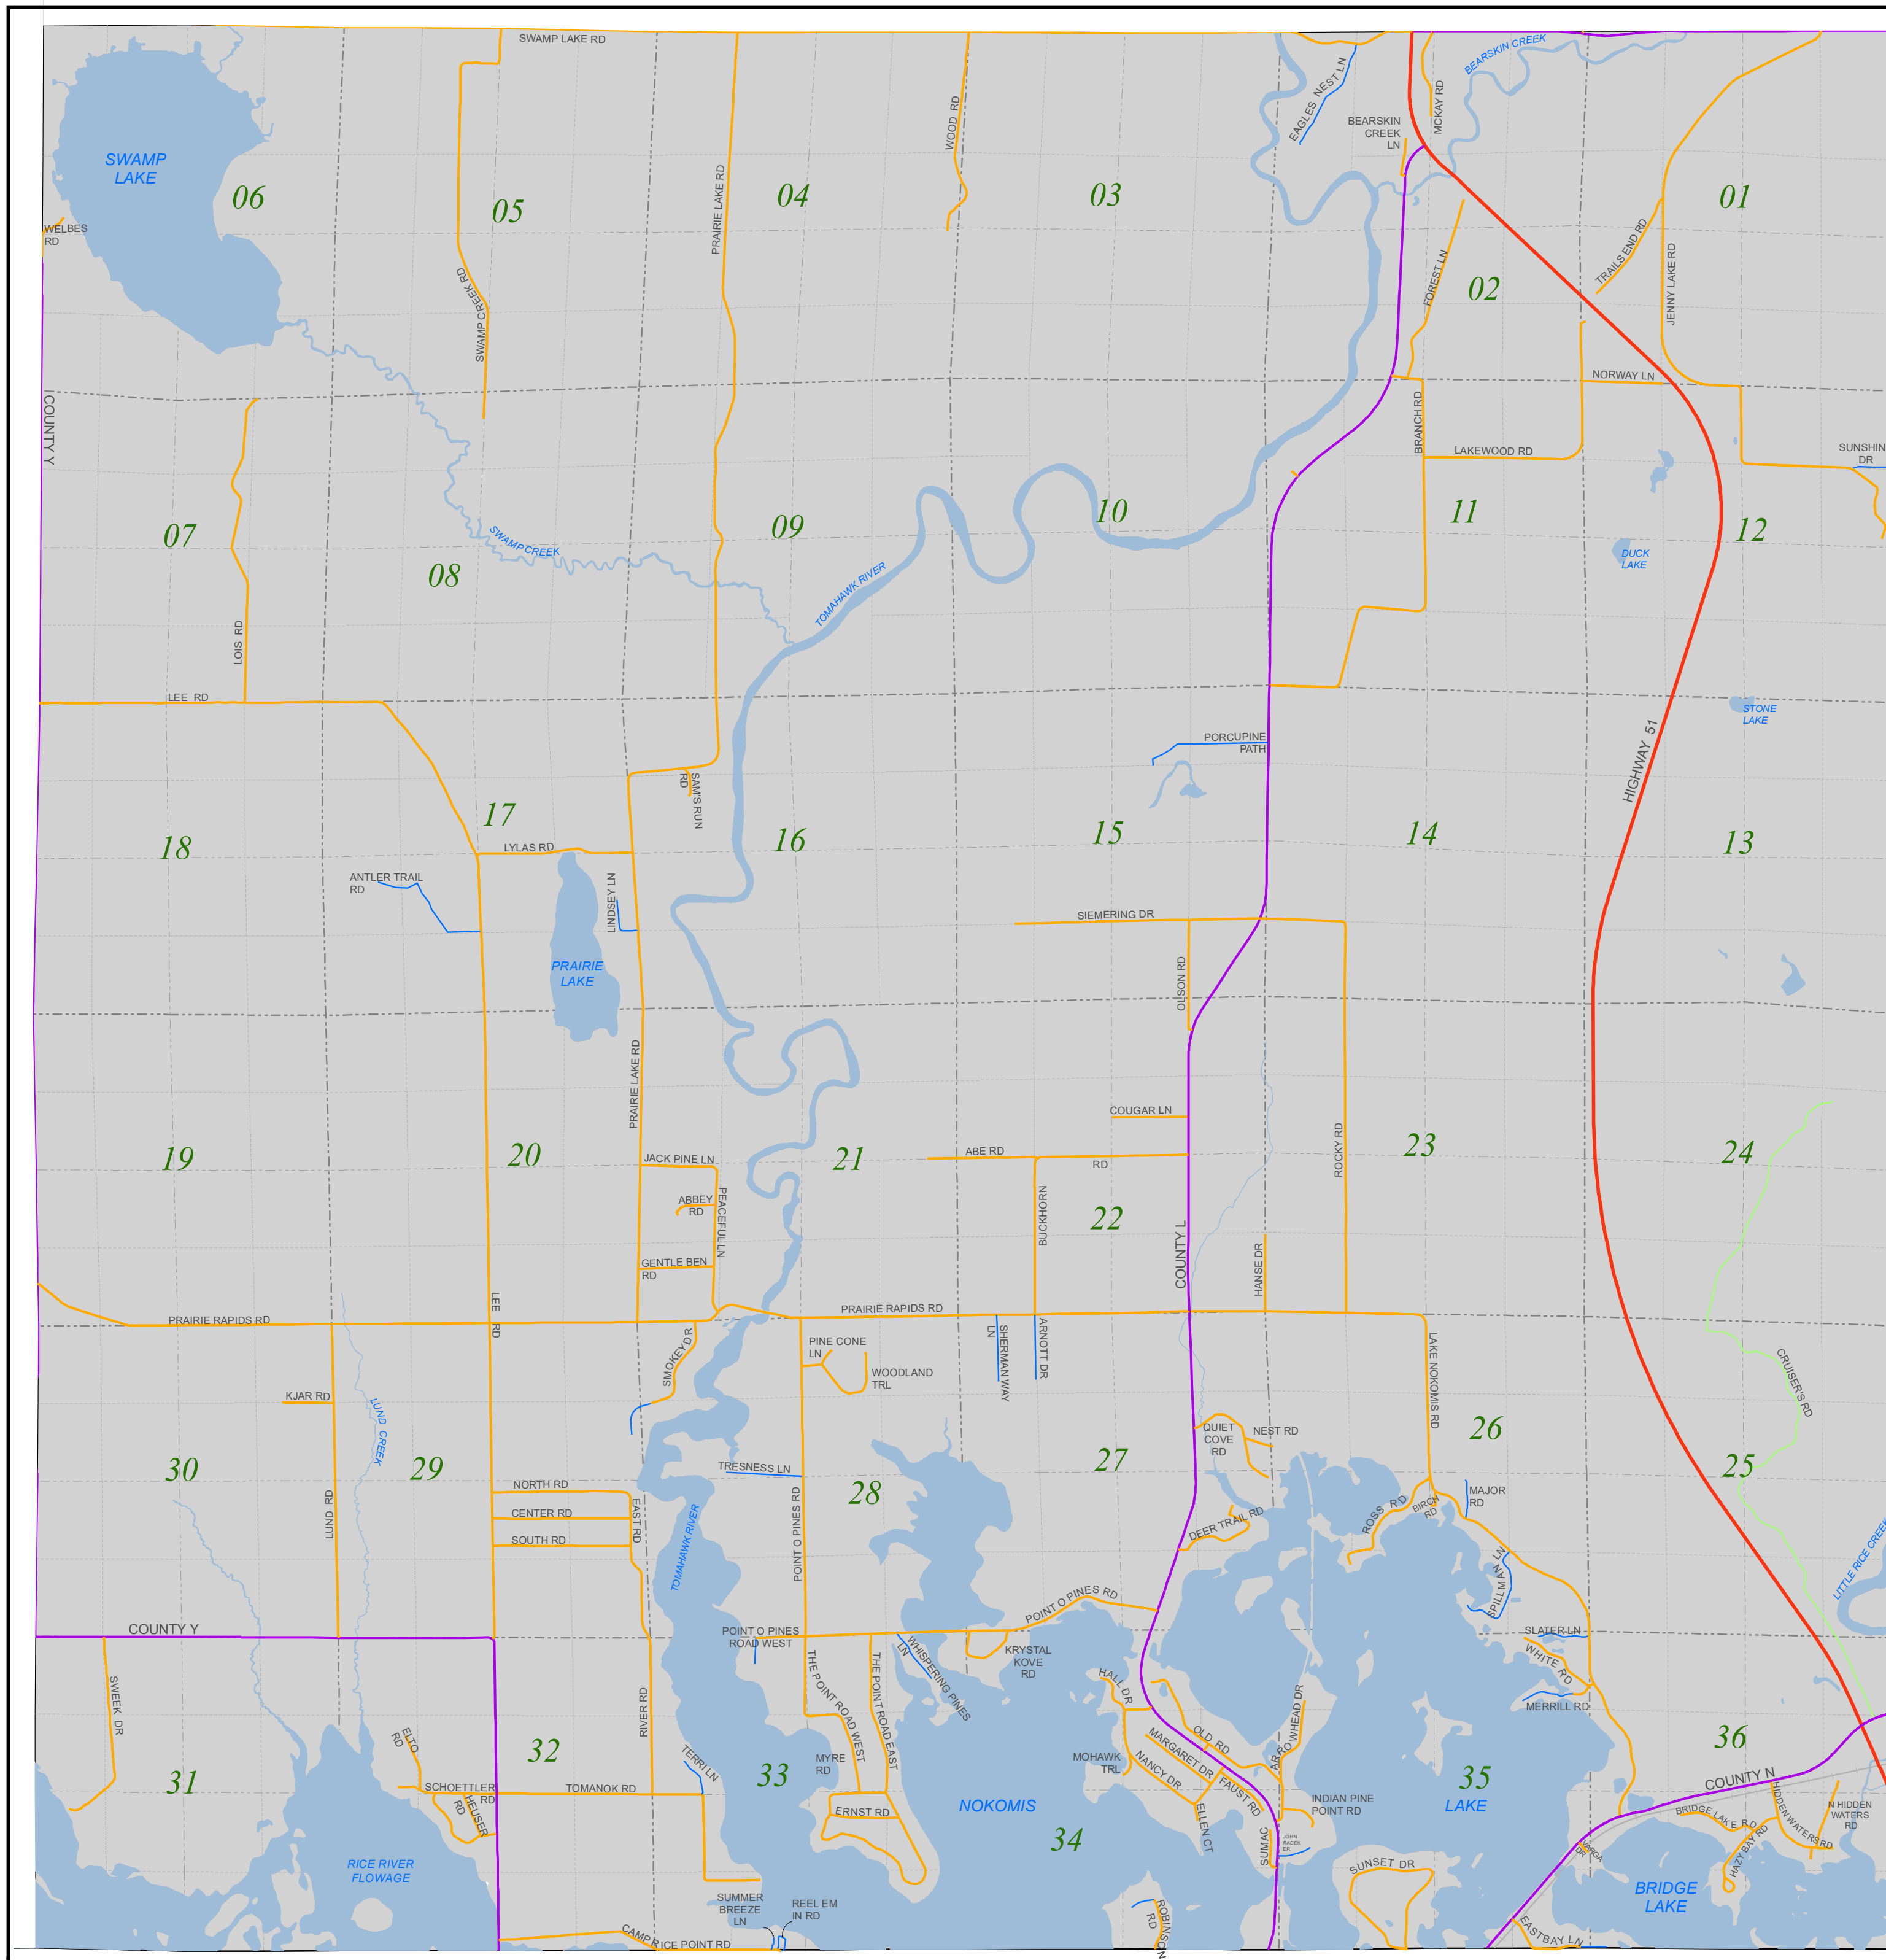 SWAMP LAKE RD
BEARSKIN CREEK
EAGLES NEST LN
MCKAY RD
WOOD RD
BEARSKIN
CREEK
LN
SWAMP
LAKE
06
05
04
03
01
PRAIRIE LAKE RD
WELBES
RD
TRAILS END RD
JENNY LAKE RD
FOREST LN
02
SWAMP CREEK RD
SWAMP CREEK RD
NORWAY LN
COUNTY Y
BRANCH RD
LAKEWOOD RD
SUNSHIN
DR
07
08
09
10
11
12
SWAMP CREEK
DUCK
LAKE
TOMAHAWK RIVER
LOIS RD
LEE RD
STONE
LAKE
PORCUPINE
PATH
HIGHWAY 51
SAM'S RUN
RD
18
17
16
15
14
13
LYLAS RD
ANTLER TRAIL
RD
LINDSEY LN
SIEMERING DR
PRAIRIE
LAKE
OLSON RD
PRAIRIE LAKE RD
COUGAR LN
ROCKY RD
ABE RD
RD
19
20
21
22
23
24
JACK PINE LN
ABBEY
RD
PEACEFUL LN
BUCKHORN
COUNTY L
HANSE DR
GENTLE BEN
RD
LEE RD
PRAIRIE RAPIDS RD
PRAIRIE RAPIDS RD
SMOKEY DR
PINE CONE
LN
WOODLAND
TRL
SHERMAN WAY
LN
ARNOTT DR
LAKE NOKOMIS RD
CRUISER'S RD
KJAR RD
LUND CREEK
QUIET
COVE
RD
NEST RD
26
30
29
28
27
25
LUND RD
TRESNESS LN
NORTH RD
CENTER RD
SOUTH RD
EAST RD
TOMAHAWK RIVER
POINT O PINES RD
DEER TRAIL RD
ROSS RD
BIRCH
RD
MAJOR
RD
SPILLMAN LN
LITTLE RICE CREEK
COUNTY Y
POINT O PINES
ROAD WEST
POINT O PINES RD
WHISPERING PINES
LN
KRYSTAL
KOVE
RD
SLATER LN
WHITE RD
MERRILL RD
SWEEK DR
ELTO
RD
RIVER RD
TERRI LN
THE POINT ROAD WEST
THE POINT ROAD EAST
MYRE
RD
HALL DR
MOHAWK
TRL
OLD RD
MARGARET DR
NANCY DR
FAUST RD
ELLEN CT
ARROWHEAD DR
31
32
33
34
35
36
SCHOETTLER
RD
HEUSER
RD
TOMANOK RD
ERNST RD
NOKOMIS
LAKE
INDIAN PINE
POINT RD
SUMAC
JOHN
RADEK
DR
SUNSET DR
COUNTY N
BRIDGE LAKE RD
HIDDEN WATERS RD
N HIDDEN
WATERS
RD
HAZY BAY RD
VARGA
DR
RICE RIVER
FLOWAGE
BRIDGE
LAKE
SUMMER
BREEZE
LN
REEL EM
IN RD
CAMP RICE POINT RD
ROBINSON
RD
EASTBAY LN